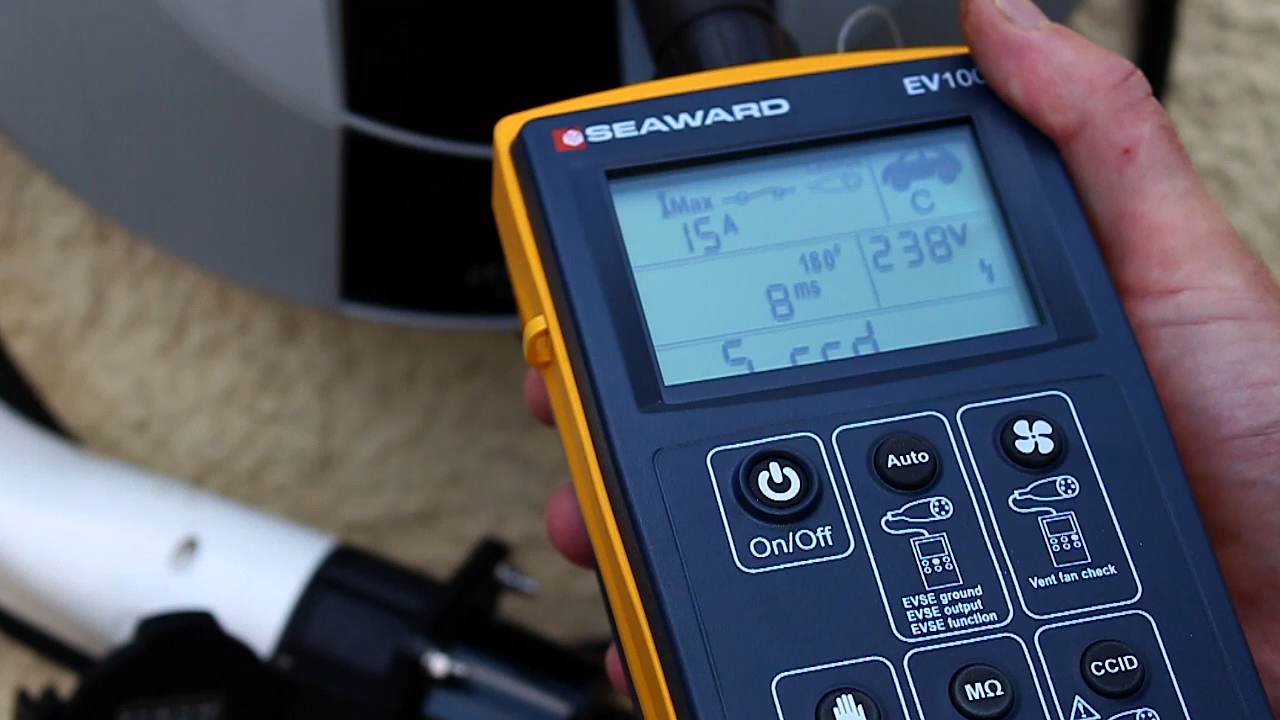 SEAWARD
EV100
IMax
15A
C
180°
238V
8ms
On/Off
Auto
EVSE ground
EVSE output
EVSE function
Vent fan check
MΩ
CCID